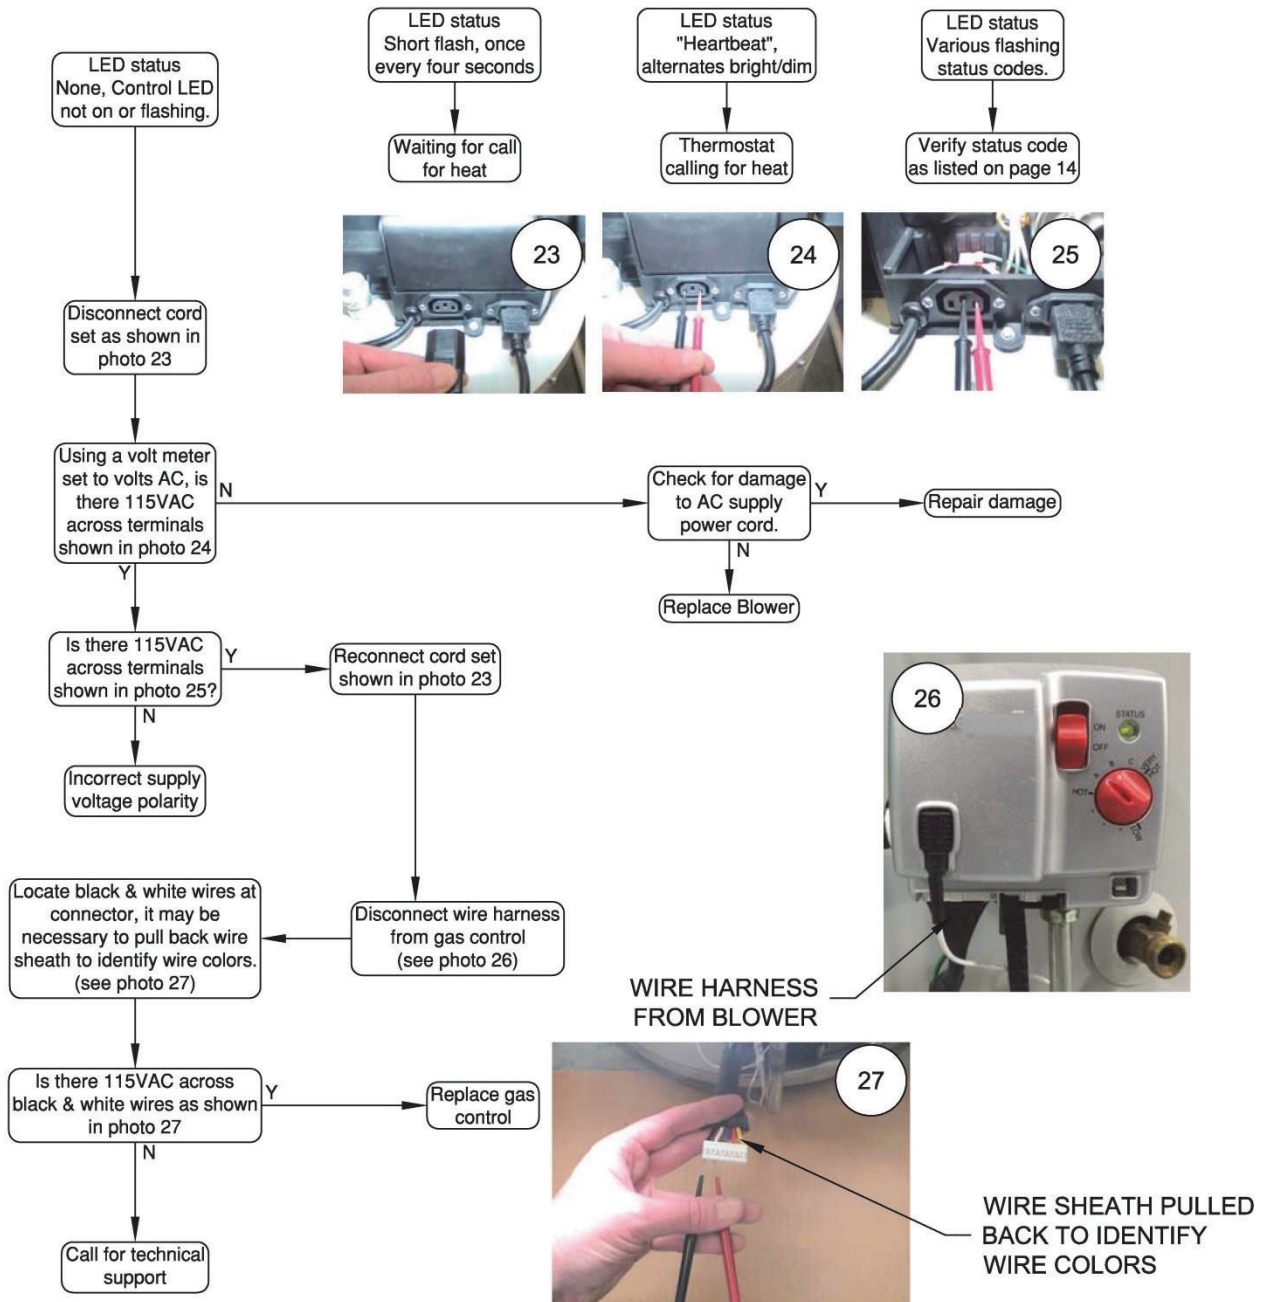 LED status
None, Control LED
not on or flashing.
LED status
Short flash, once
every four seconds
LED status
"Heartbeat",
alternates bright/dim
LED status
Various flashing
status codes.
Waiting for call
for heat
Thermostat
calling for heat
Verify status code
as listed on page 14
23
24
25
Disconnect cord
set as shown in
photo 23
Using a volt meter
set to volts AC, is
there 115VAC
across terminals
shown in photo 24
N
Y
Check for damage
to AC supply
power cord.
Y
N
Repair damage
Replace Blower
Is there 115VAC
across terminals
shown in photo 25?
Y
N
Reconnect cord set
shown in photo 23
Incorrect supply
voltage polarity
26
STATUS
ON
OFF
HOT
A
B
C
VERY
HOT
LOW
Locate black & white wires at
connector, it may be
necessary to pull back wire
sheath to identify wire colors.
(see photo 27)
Disconnect wire harness
from gas control
(see photo 26)
WIRE HARNESS
FROM BLOWER
Is there 115VAC across
black & white wires as shown
in photo 27
Y
N
Replace gas
control
27
Call for technical
support
WIRE SHEATH PULLED
BACK TO IDENTIFY
WIRE COLORS